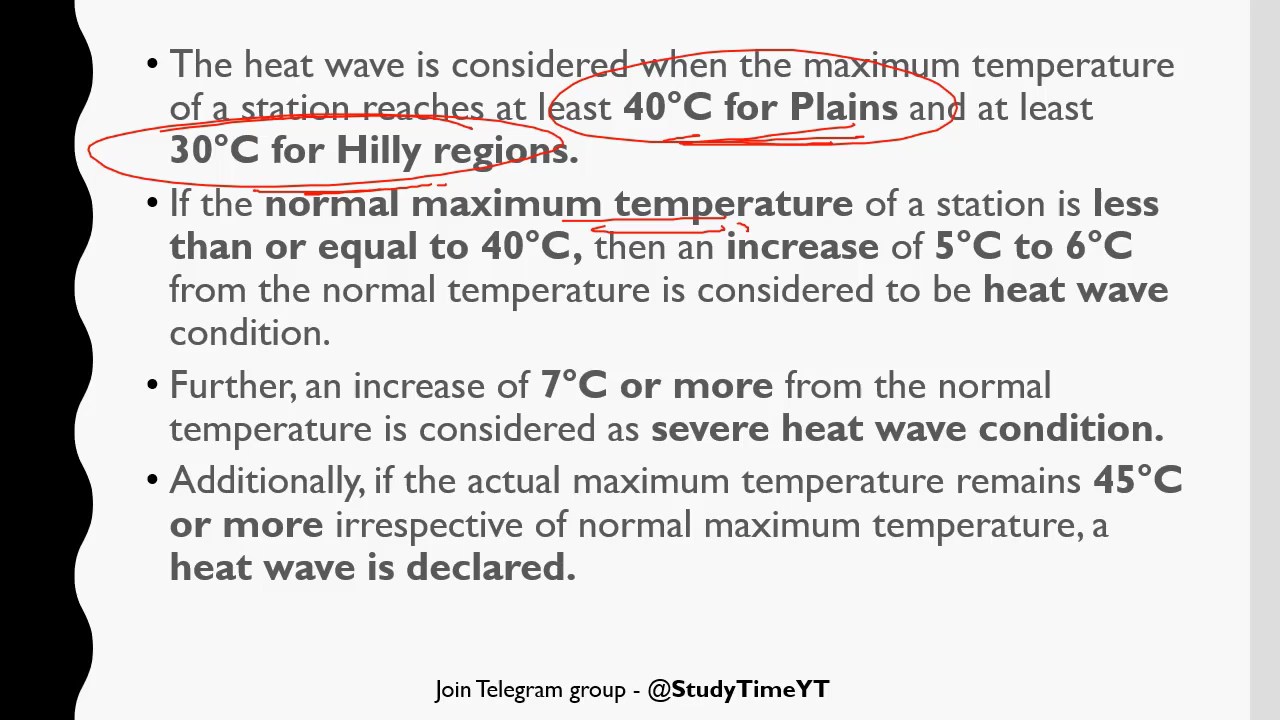 • The heat wave is considered when the maximum temperature
of a station reaches at least 40°C for Plains and at least
30°C for Hilly regions.
• If the normal maximum temperature of a station is less
than or equal to 40°C, then an increase of 5°C to 6°C
from the normal temperature is considered to be heat wave
condition.
• Further, an increase of 7°C or more from the normal
temperature is considered as severe heat wave condition.
• Additionally, if the actual maximum temperature remains 45°C
or more irrespective of normal maximum temperature, a
heat wave is declared.
Join Telegram group - @StudyTimeYT